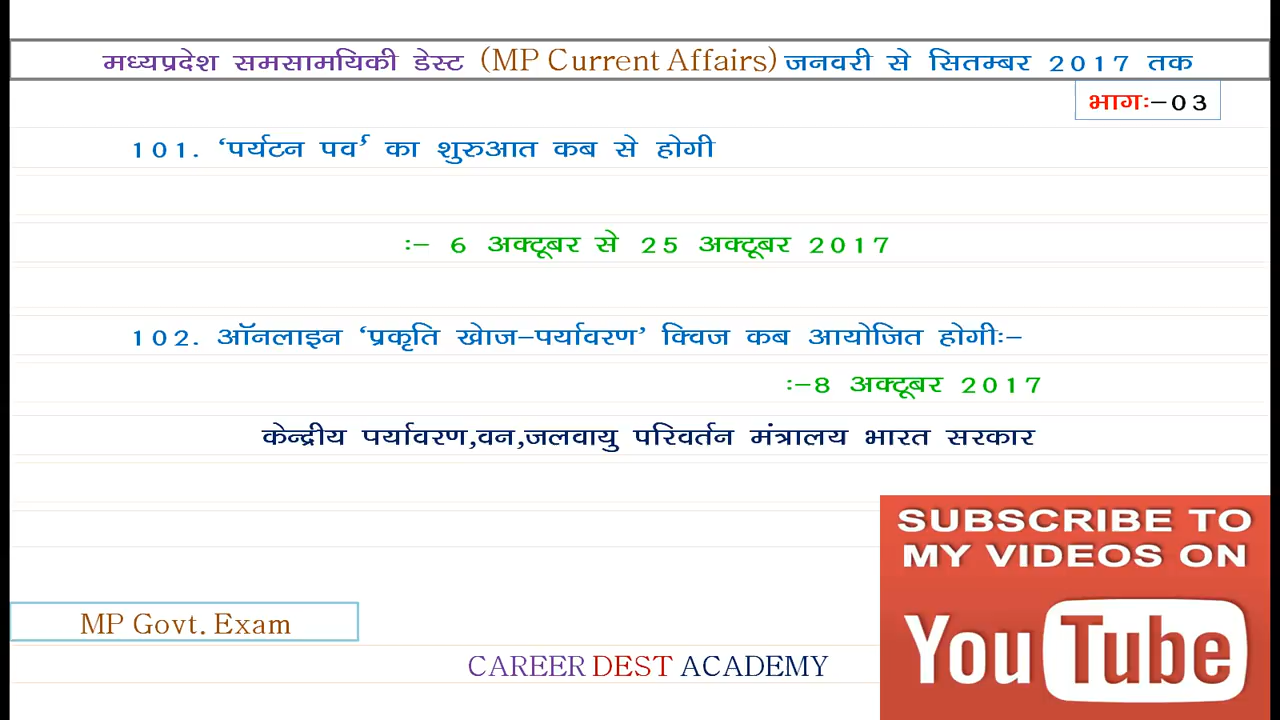 मध्यप्रदेश समसामयिकी डेस्ट (MP Current Affairs) जनवरी से सितम्बर 2017 तक
भागः-03
101. ‘पर्यटन पर्व’ का शुरुआत कब से होगी
:- 6 अक्टूबर से 25 अक्टूबर 2017
102. ऑनलाइन ‘प्रकृति खोज-पर्यावरण’ क्विज कब आयोजित होगीः-
:-8 अक्टूबर 2017
केन्द्रीय पर्यावरण,वन,जलवायु परिवर्तन मंत्रालय भारत सरकार
SUBSCRIBE TO
MY VIDEOS ON
YouTube
MP Govt. Exam
CAREER DEST ACADEMY